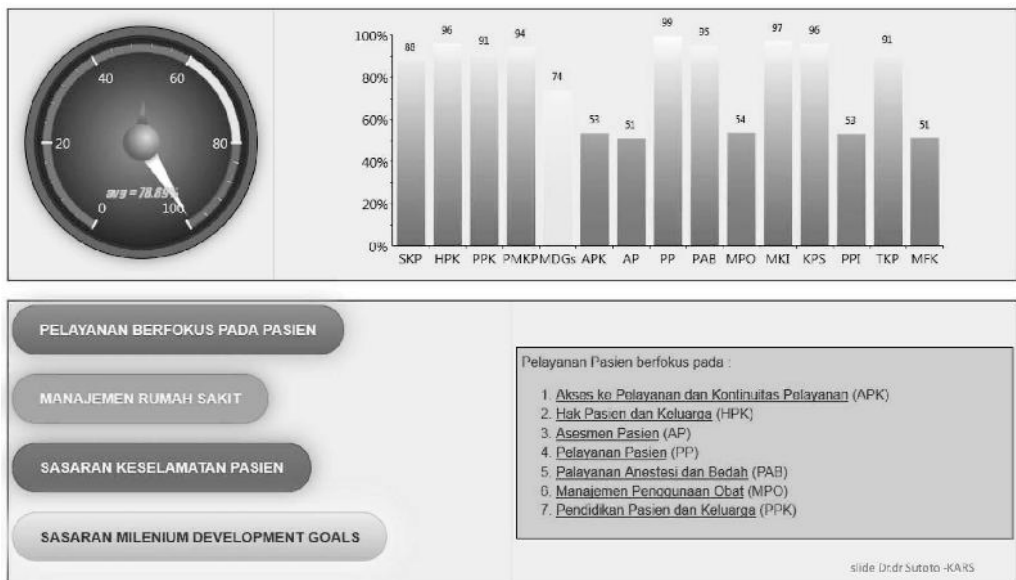 40 60
20 80
avg = 78.89%
0 100
100%
80%
60%
40%
20%
0%
88 96 91 94 74 53 51 99 95 54 97 96 53 91 51
SKP HPK PPK PMKP MDGs APK AP PP PAB MPO MKI KPS PPI TKP MFK
PELAYANAN BERFOKUS PADA PASIEN
MANAJEMEN RUMAH SAKIT
SASARAN KESELAMATAN PASIEN
SASARAN MILENIUM DEVELOPMENT GOALS
Pelayanan Pasien berfokus pada :
1. Akses ke Pelayanan dan Kontinuitas Pelayanan (APK)
2. Hak Pasien dan Keluarga (HPK)
3. Asesmen Pasien (AP)
4. Pelayanan Pasien (PP)
5. Palayanan Anestesi dan Bedah (PAB)
6. Manajemen Penggunaan Obat (MPO)
7. Pendidikan Pasien dan Keluarga (PPK)
slide Dr.dr Sutoto -KARS